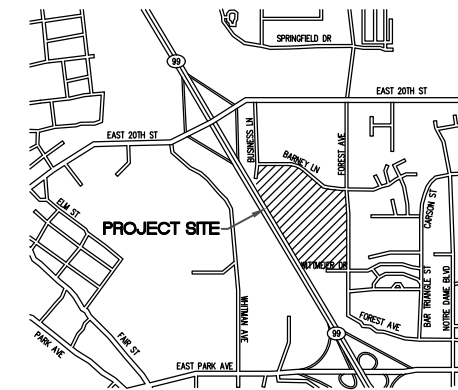 SPRINGFIELD DR
99
EAST 20TH ST
EAST 20TH ST
BUSINESS LN
BARNEY LN
FOREST AVE
ELM ST
CARSON ST
PROJECT SITE
WITTMEIER DR
BAR TRIANGLE ST
NOTRE DAME BLVD
WHITMAN AVE
FOREST AVE
FAIR ST
99
PARK AVE
EAST PARK AVE